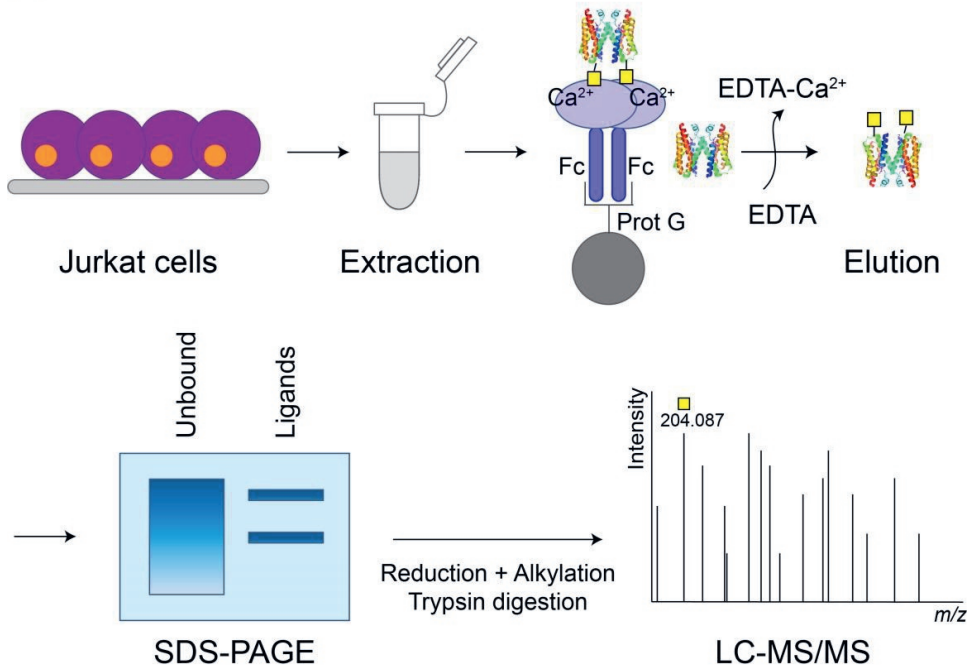 Jurkat cells
Extraction
Ca²⁺ Ca²⁺
Fc Fc
Prot G
EDTA-Ca²⁺
EDTA
Elution
Unbound
Ligands
SDS-PAGE
Reduction + Alkylation
Trypsin digestion
Intensity
204.087
m/z
LC-MS/MS